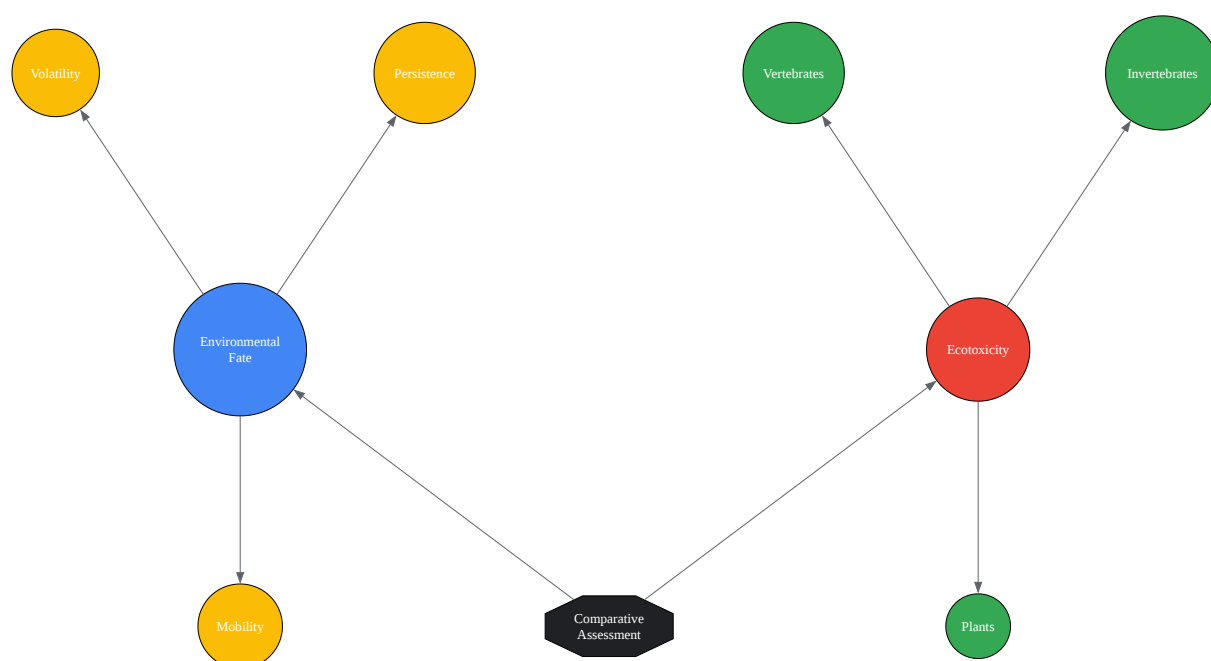 Volatility
Persistence
Vertebrates
Invertebrates
Environmental
Fate
Ecotoxicity
Mobility
Comparative
Assessment
Plants